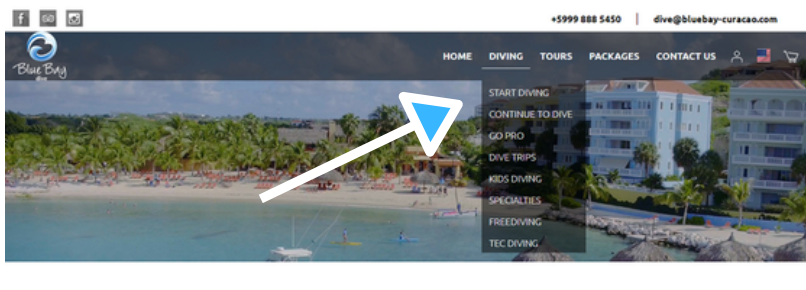 +5999 888 5450 | dive@bluebay-curacao.com
Blue Bay
dive
HOME DIVING TOURS PACKAGES CONTACT US
START DIVING
CONTINUE TO DIVE
GO PRO
DIVE TRIPS
KIDS DIVING
SPECIALTIES
FREEDIVING
TEC DIVING